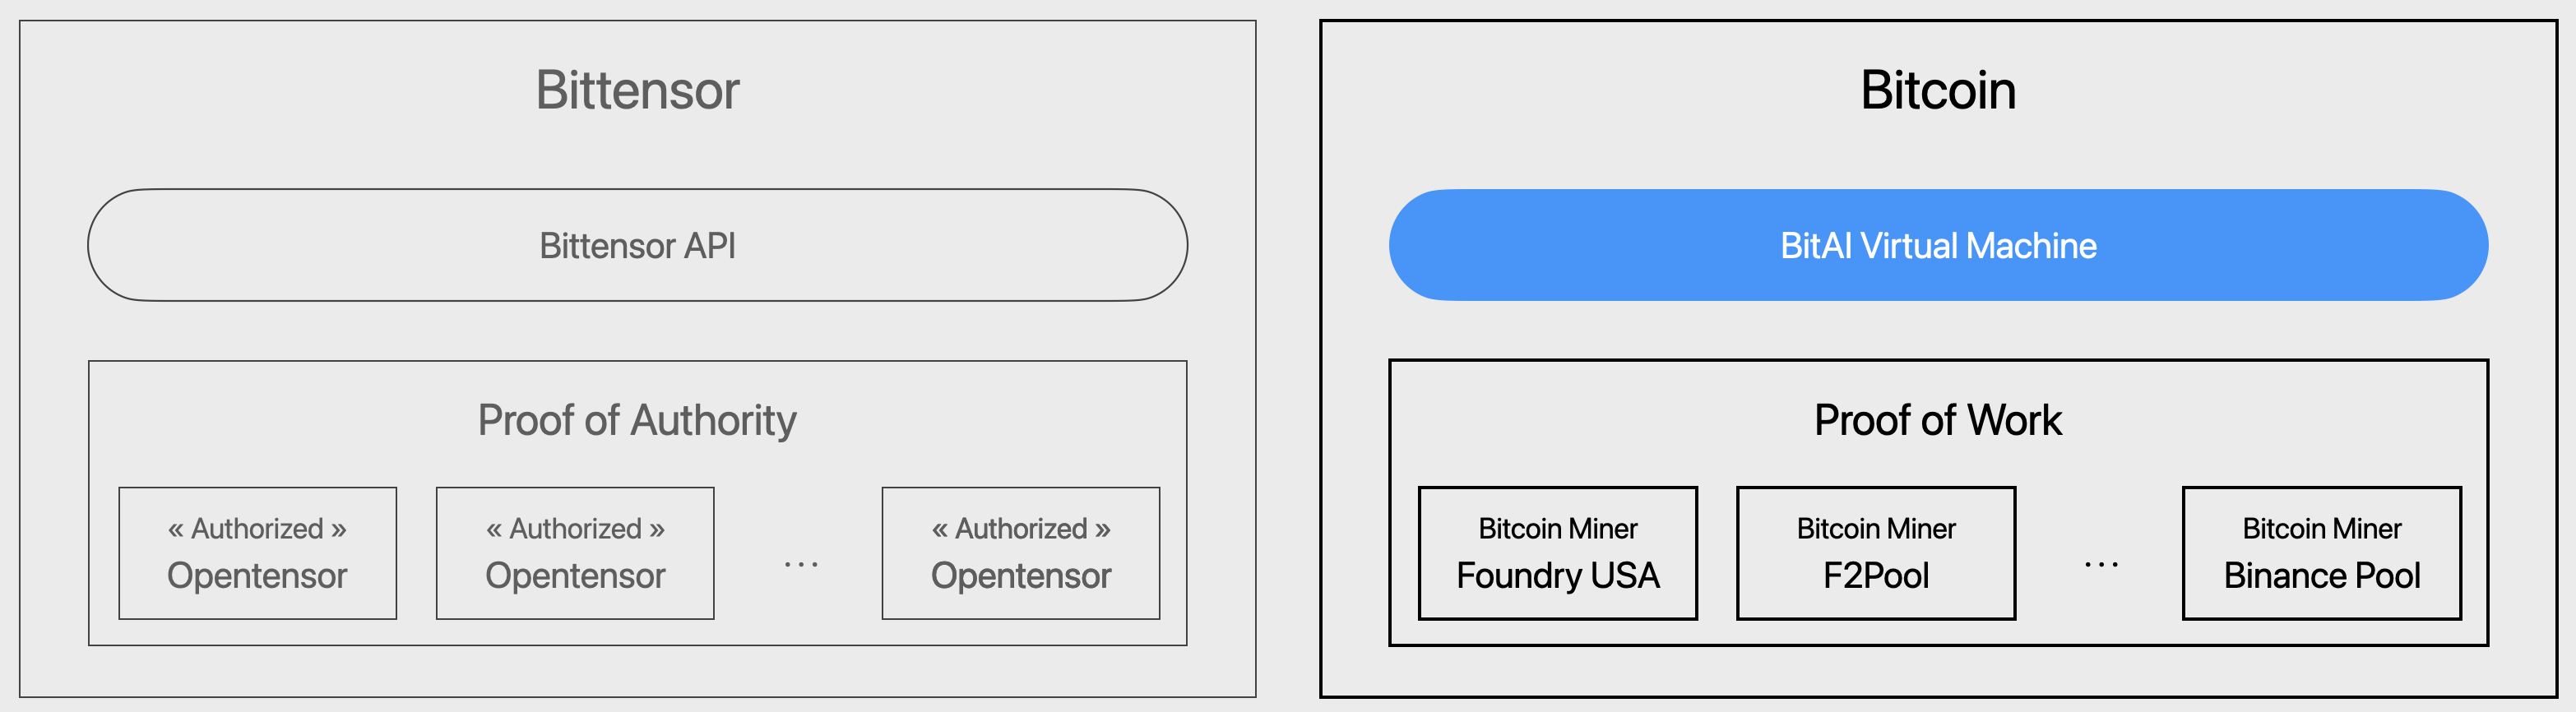 Bittensor
Bittensor API
Proof of Authority
« Authorized »
Opentensor
« Authorized »
Opentensor
...
« Authorized »
Opentensor
Bitcoin
BitAI Virtual Machine
Proof of Work
Bitcoin Miner
Foundry USA
Bitcoin Miner
F2Pool
...
Bitcoin Miner
Binance Pool